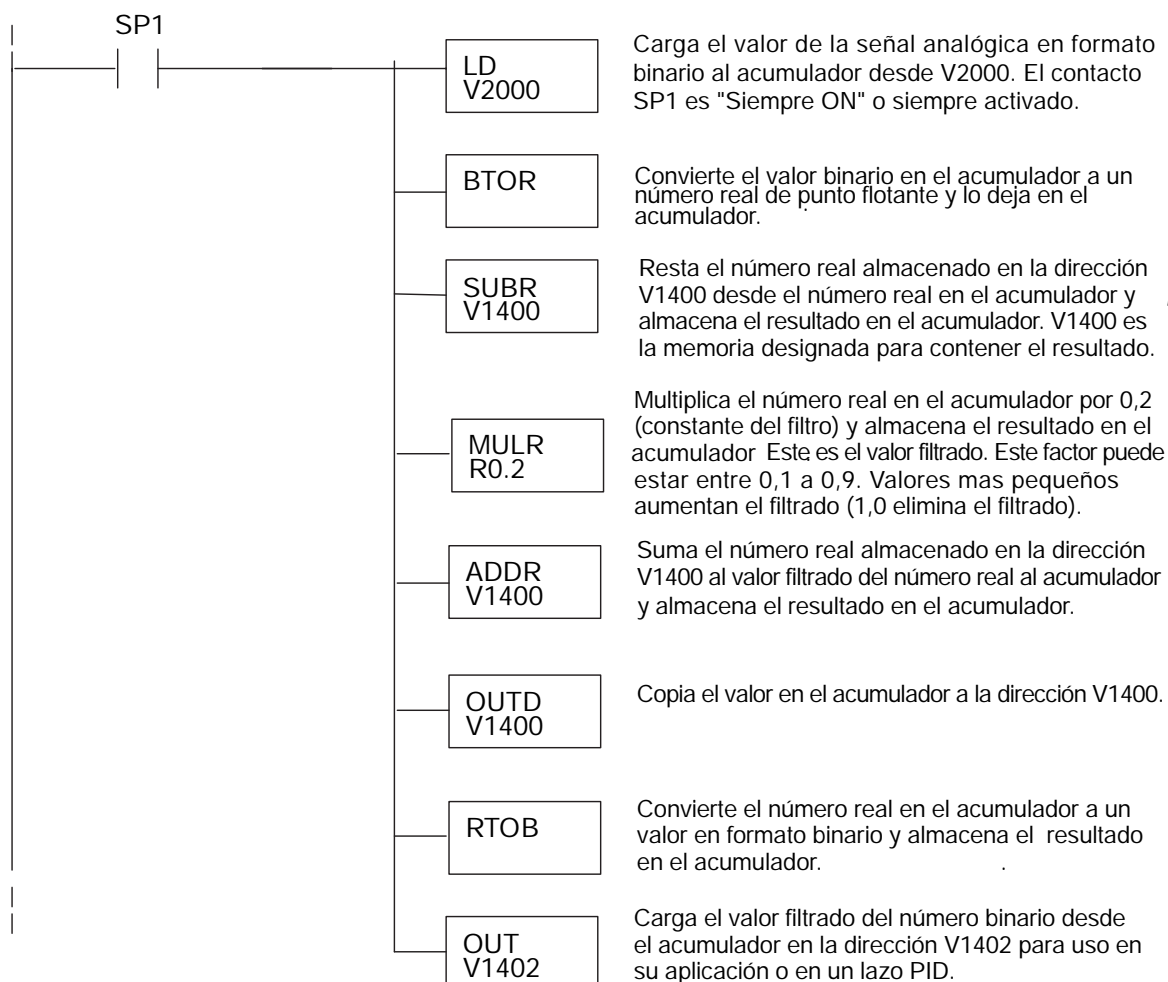 SP1
LD
V2000
Carga el valor de la señal analógica en formato
binario al acumulador desde V2000. El contacto
SP1 es "Siempre ON" o siempre activado.
BTOR
Convierte el valor binario en el acumulador a un
número real de punto flotante y lo deja en el
acumulador.
SUBR
V1400
Resta el número real almacenado en la dirección
V1400 desde el número real en el acumulador y
almacena el resultado en el acumulador. V1400 es
la memoria designada para contener el resultado.
MULR
R0.2
Multiplica el número real en el acumulador por 0,2
(constante del filtro) y almacena el resultado en el
acumulador Este es el valor filtrado. Este factor puede
estar entre 0,1 a 0,9. Valores mas pequeños
aumentan el filtrado (1,0 elimina el filtrado).
ADDR
V1400
Suma el número real almacenado en la dirección
V1400 al valor filtrado del número real al acumulador
y almacena el resultado en el acumulador.
OUTD
V1400
Copia el valor en el acumulador a la dirección V1400.
RTOB
Convierte el número real en el acumulador a un
valor en formato binario y almacena el resultado
en el acumulador.
OUT
V1402
Carga el valor filtrado del número binario desde
el acumulador en la dirección V1402 para uso en
su aplicación o en un lazo PID.